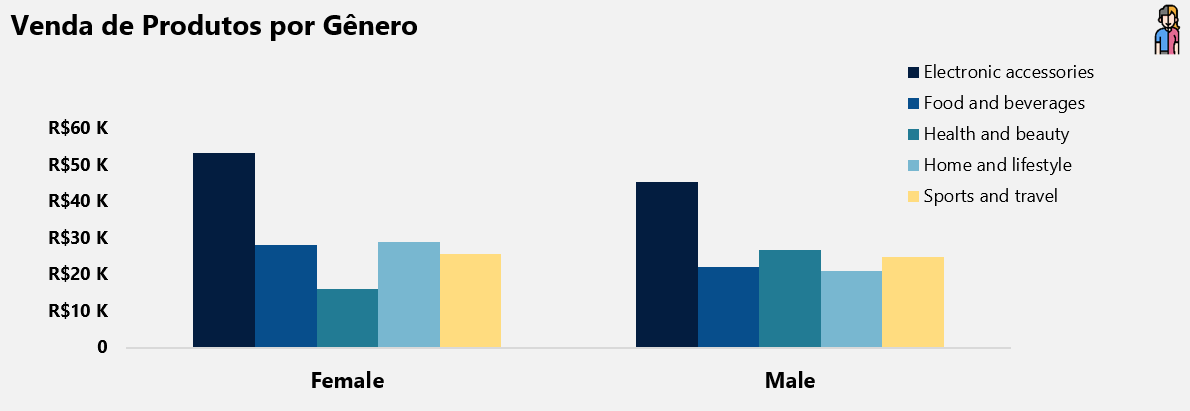 Venda de Produtos por Gênero
Electronic accessories
Food and beverages
Health and beauty
Home and lifestyle
Sports and travel
R$60 K
R$50 K
R$40 K
R$30 K
R$20 K
R$10 K
0
Female
Male